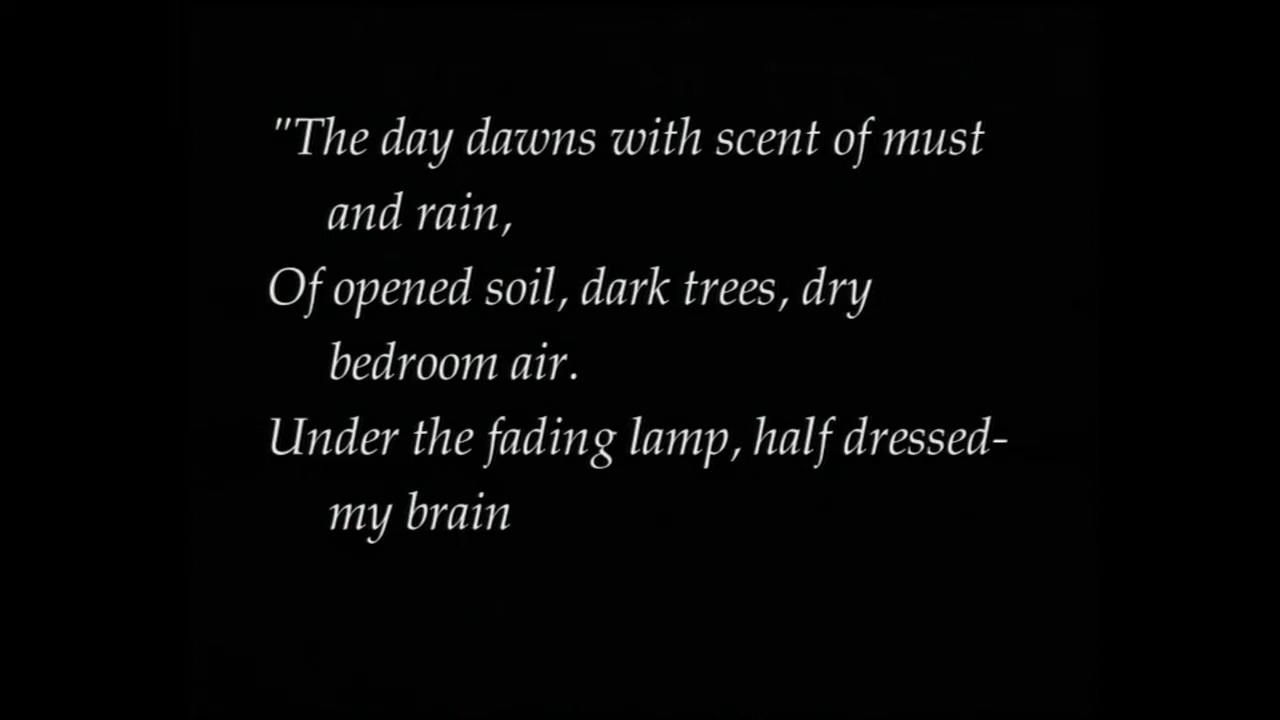 "The day dawns with scent of must
and rain,
Of opened soil, dark trees, dry
bedroom air.
Under the fading lamp, half dressed-
my brain